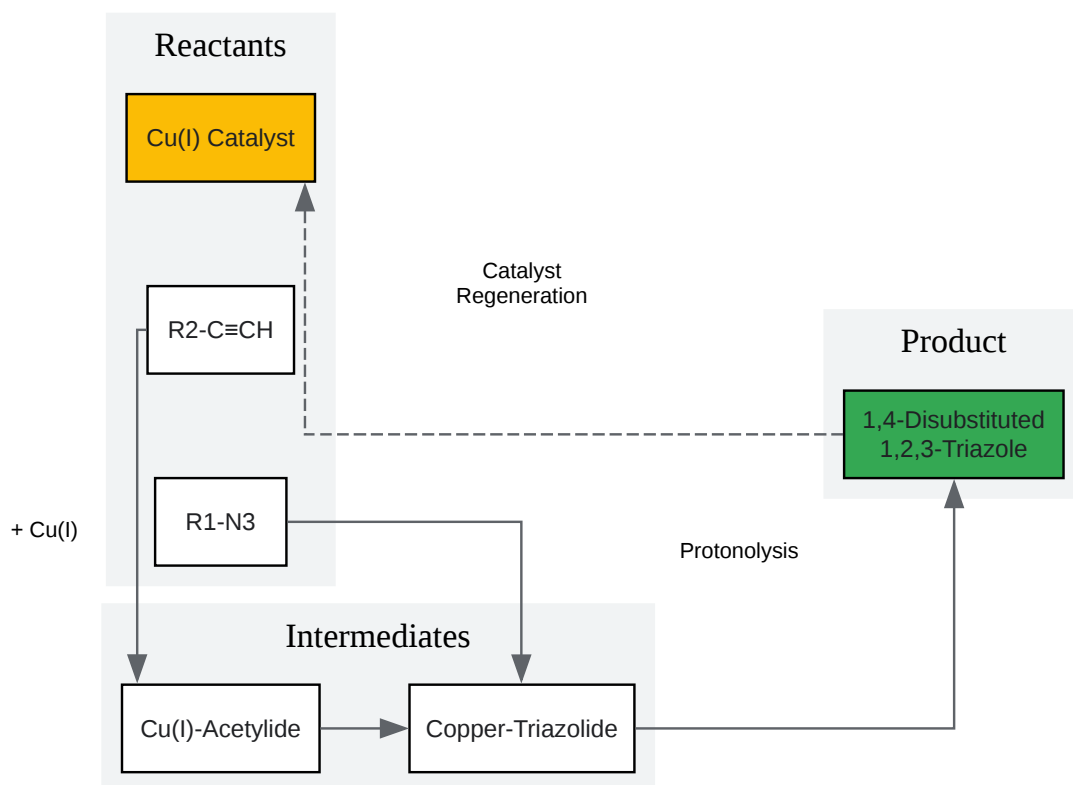 Reactants
Cu(I) Catalyst
Catalyst
Regeneration
R2-C≡CH
Product
1,4-Disubstituted
1,2,3-Triazole
R1-N3
+ Cu(I)
Protonolysis
Intermediates
Cu(I)-Acetylide
Copper-Triazolide